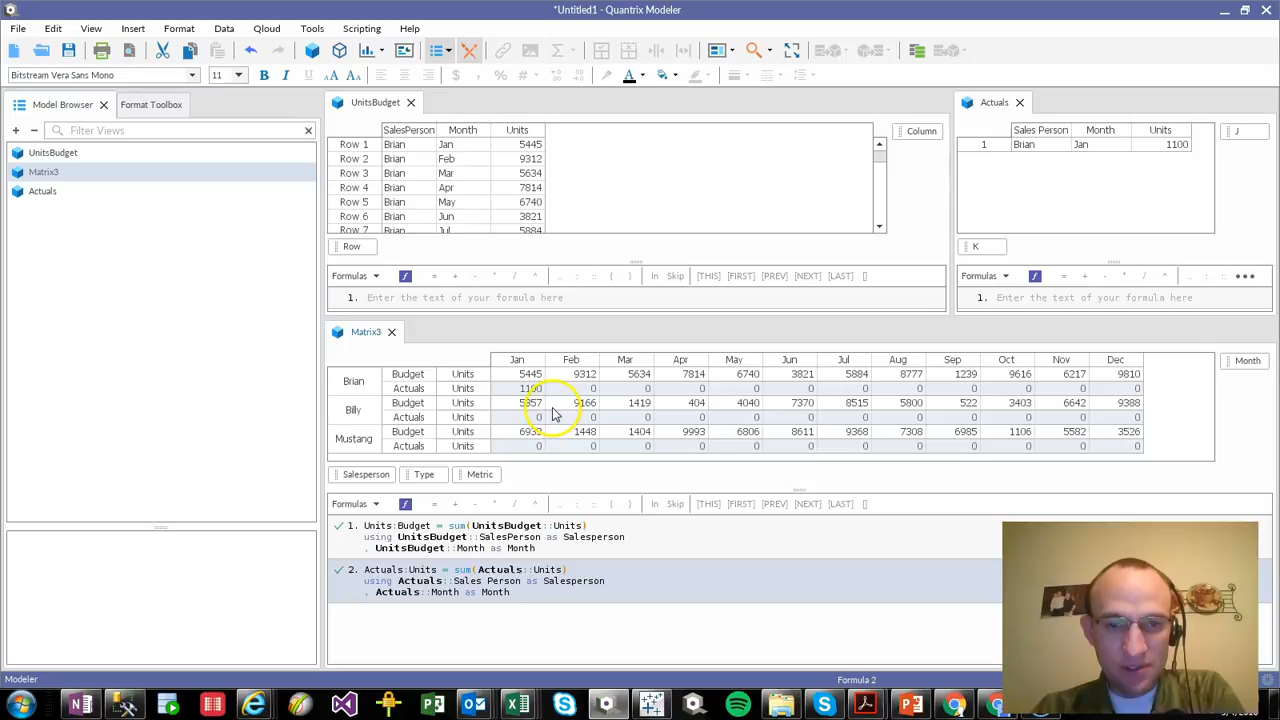 *Untitled1 - Quantrix Modeler
File Edit View Insert Format Data Qloud Tools Scripting Help
Bitstream Vera Sans Mono 11 B I U A A $ %
Model Browser Format Toolbox
Filter Views
UnitsBudget
Matrix3
Actuals
UnitsBudget
SalesPerson Month Units
Row 1 Brian Jan 5445
Row 2 Brian Feb 9312
Row 3 Brian Mar 5634
Row 4 Brian Apr 7814
Row 5 Brian May 6740
Row 6 Brian Jun 3821
Row 7 Brian Jul 5884
Column
Row
Formulas f = + - * / ^ .. : :: ( ) In Skip [THIS] [FIRST] [PREV] [NEXT] [LAST] []
1. Enter the text of your formula here
Actuals
Sales Person Month Units
1 Brian Jan 1100
J
K
Formulas f = + - * / ^ .. : ::
1. Enter the text of your formula here
Matrix3
Jan Feb Mar Apr May Jun Jul Aug Sep Oct Nov Dec
Brian Budget Units 5445 9312 5634 7814 6740 3821 5884 8777 1239 9616 6217 9810
Actuals Units 1100 0 0 0 0 0 0 0 0 0 0 0
Billy Budget Units 5357 9166 1419 404 4040 7370 8515 5800 522 3403 6642 9388
Actuals Units 0 0 0 0 0 0 0 0 0 0 0 0
Mustang Budget Units 1448 1404 9993 6806 8611 9368 7308 6985 1106 5582 3526
Actuals Units 0 0 0 0 0 0 0 0 0 0 0 0
Month
Salesperson Type Metric
Formulas f = + - * / ^ .. : :: ( ) In Skip [THIS] [FIRST] [PREV] [NEXT] [LAST] []
1. Units:Budget = sum(UnitsBudget::Units)
using UnitsBudget::SalesPerson as Salesperson
, UnitsBudget::Month as Month
2. Actuals:Units = sum(Actuals::Units)
using Actuals::Sales Person as Salesperson
, Actuals::Month as Month
Modeler Formula 2